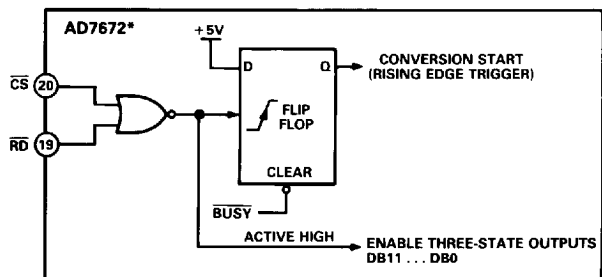 AD7672*
+5V
D
Q
CONVERSION START
(RISING EDGE TRIGGER)
CS
20
RD
19
FLIP
FLOP
CLEAR
BUSY
ACTIVE HIGH
ENABLE THREE-STATE OUTPUTS
DB11 . . . DB0